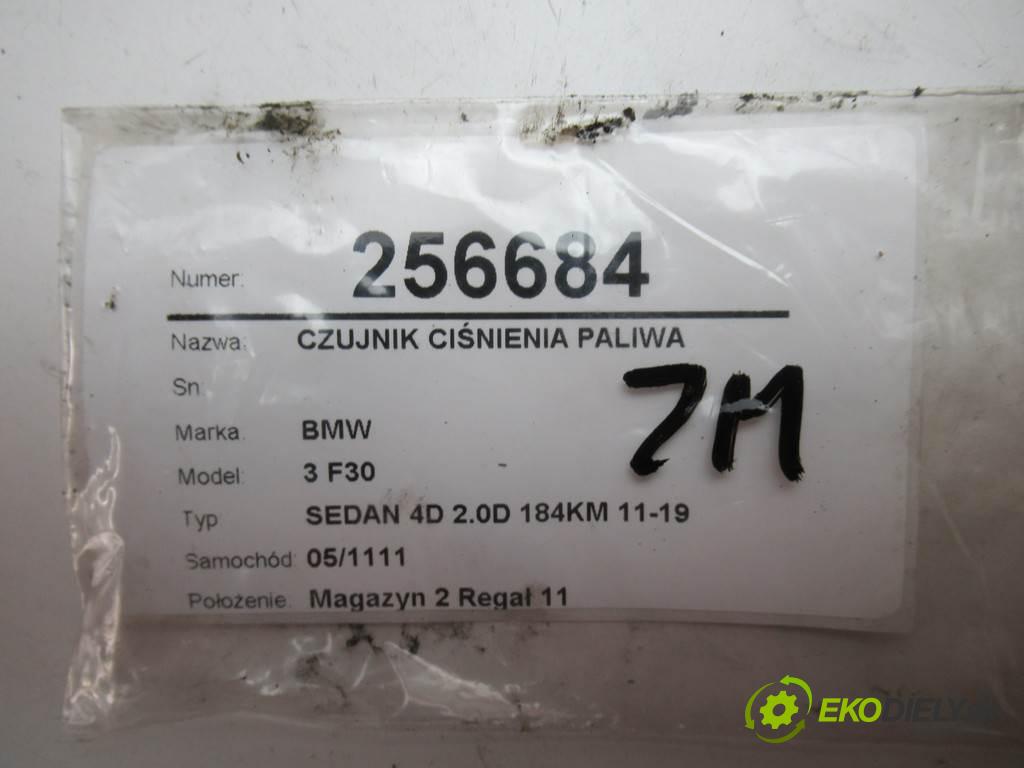 Numer: 256684
Nazwa: CZUJNIK CIŚNIENIA PALIWA
Sn:
Marka: BMW
Model: 3 F30
Typ: SEDAN 4D 2.0D 184KM 11-19
Samochód: 05/1111
Położenie: Magazyn 2 Regał 11
ZM
EKODIELY